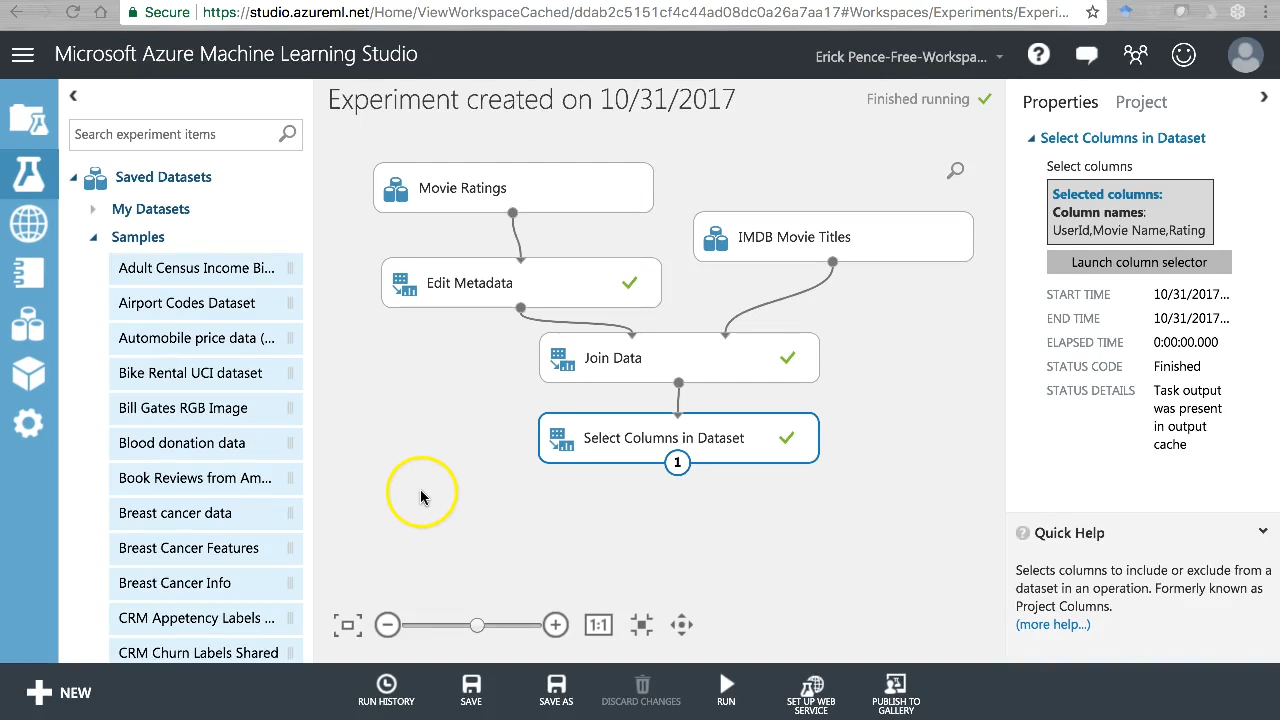 Secure
https://studio.azureml.net/Home/ViewWorkspaceCached/ddab2c5151cf4c44ad08dc0a26a7aa17#Workspaces/Experiments/Experi...
Microsoft Azure Machine Learning Studio
Erick Pence-Free-Workspa...
Search experiment items
Saved Datasets
My Datasets
Samples
Adult Census Income Bi...
Airport Codes Dataset
Automobile price data (...
Bike Rental UCI dataset
Bill Gates RGB Image
Blood donation data
Book Reviews from Am...
Breast cancer data
Breast Cancer Features
Breast Cancer Info
CRM Appetency Labels ...
CRM Churn Labels Shared
Experiment created on 10/31/2017
Finished running
Movie Ratings
IMDB Movie Titles
Edit Metadata
Join Data
Select Columns in Dataset
1
1:1
Properties Project
Select Columns in Dataset
Select columns
Selected columns:
Column names:
UserId,Movie Name,Rating
Launch column selector
START TIME 10/31/2017...
END TIME 10/31/2017...
ELAPSED TIME 0:00:00.000
STATUS CODE Finished
STATUS DETAILS Task output
was present
in output
cache
Quick Help
Selects columns to include or exclude from a
dataset in an operation. Formerly known as
Project Columns.
(more help...)
NEW
RUN HISTORY
SAVE
SAVE AS
DISCARD CHANGES
RUN
SET UP WEB
SERVICE
PUBLISH TO
GALLERY